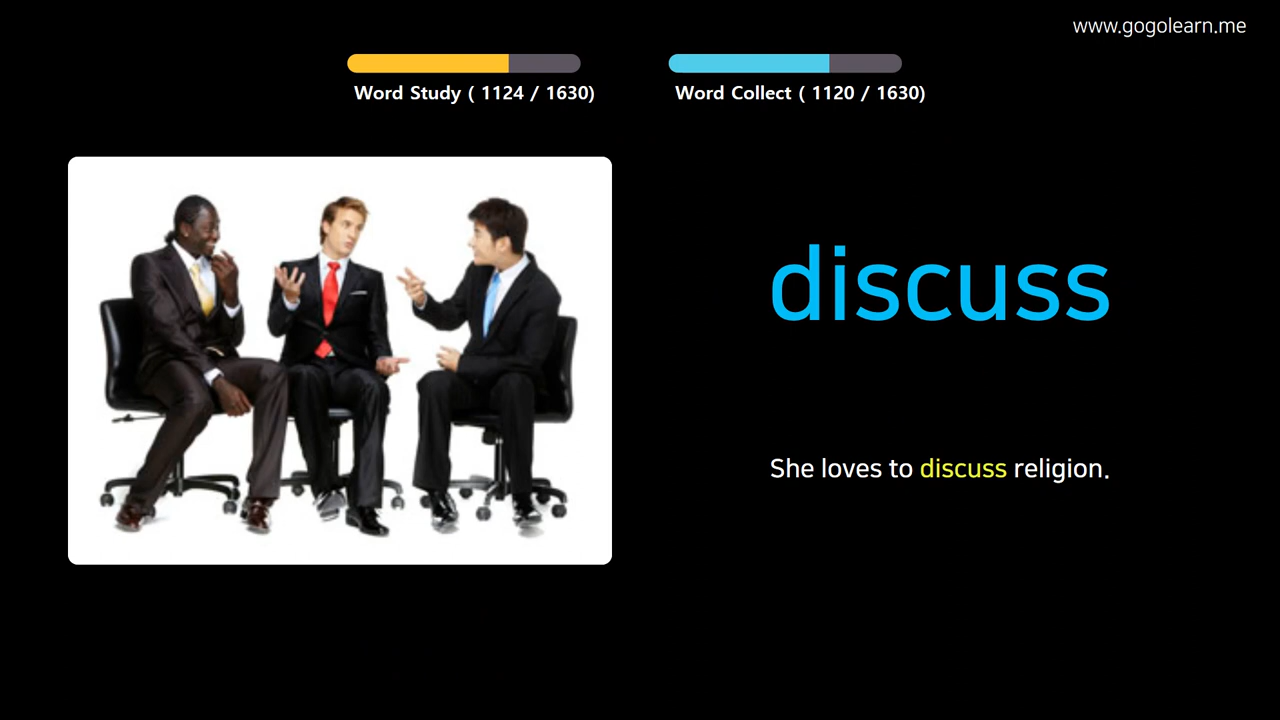 www.gogolearn.me
Word Study ( 1124 / 1630)
Word Collect ( 1120 / 1630)
discuss
She loves to discuss religion.